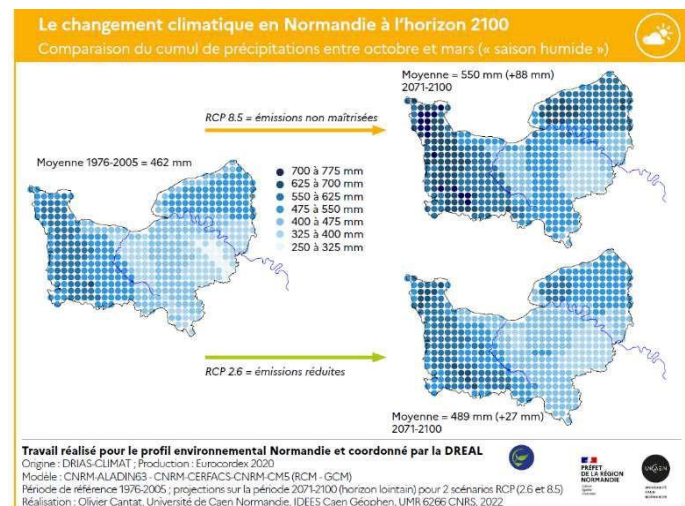 Le changement climatique en Normandie à l'horizon 2100
Comparaison du cumul de précipitations entre octobre et mars (« saison humide »)
Moyenne = 550 mm (+88 mm)
2071-2100
RCP 8.5 = émissions non maîtrisées
Moyenne 1976-2005 = 462 mm
700 à 775 mm
625 à 700 mm
550 à 625 mm
475 à 550 mm
400 à 475 mm
325 à 400 mm
250 à 325 mm
RCP 2.6 = émissions réduites
Moyenne = 489 mm (+27 mm)
2071-2100
Travail réalisé pour le profil environnemental Normandie et coordonné par la DREAL
Origine : DRIAS-CLIMAT ; Production : Eurocordex 2020
Modèle : CNRM-ALADIN63 - CNRM-CERFACS-CNRM-CM5 (RCM - GCM)
Période de référence 1976-2005 ; projections sur la période 2071-2100 (horizon lointain) pour 2 scénarios RCP (2.6 et 8.5)
Réalisation : Olivier Cantat, Université de Caen Normandie, IDEES Caen Géophen, UMR 6266 CNRS, 2022
PRÉFET
DE LA RÉGION
NORMANDIE